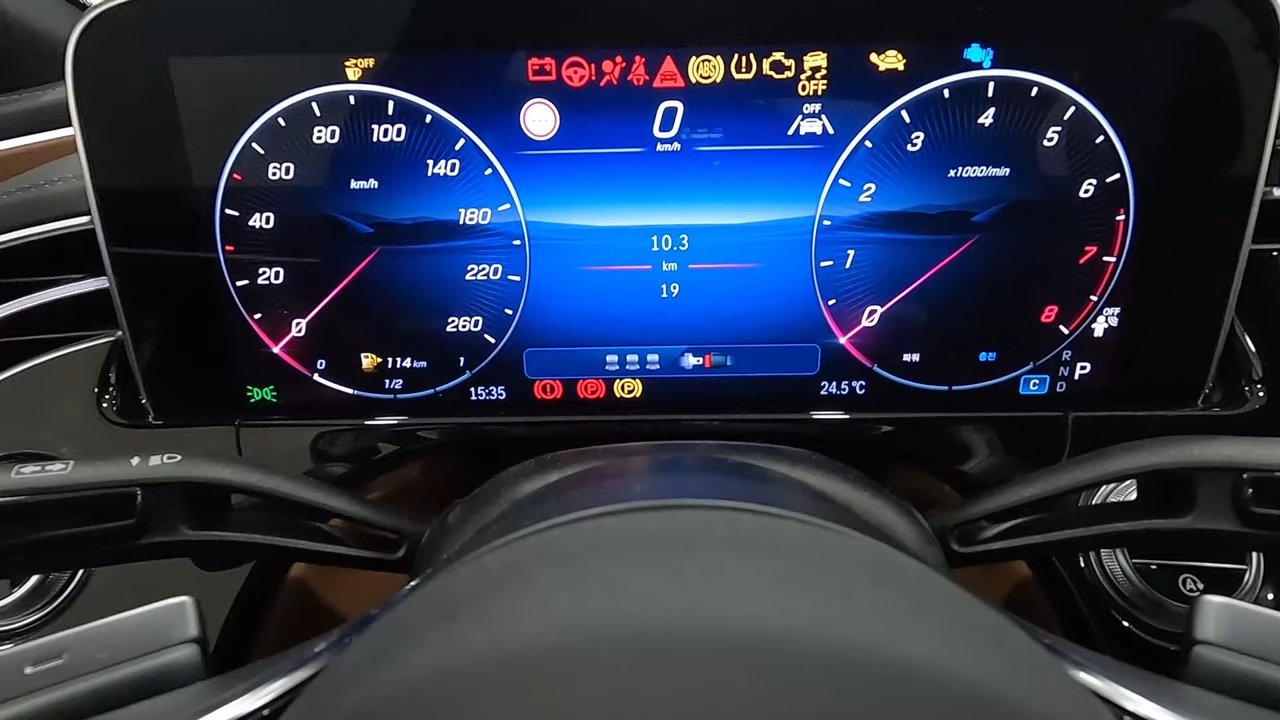 OFF
ABS
OFF
0
km/h
OFF
km/h
0
20
40
60
80
100
140
180
220
260
114 km
0
1/2
1
15:35
10.3
km
19
P
24.5 °C
x1000/min
0
1
2
3
4
5
6
7
8
파워
충전
OFF
R
N
D
P
C
A